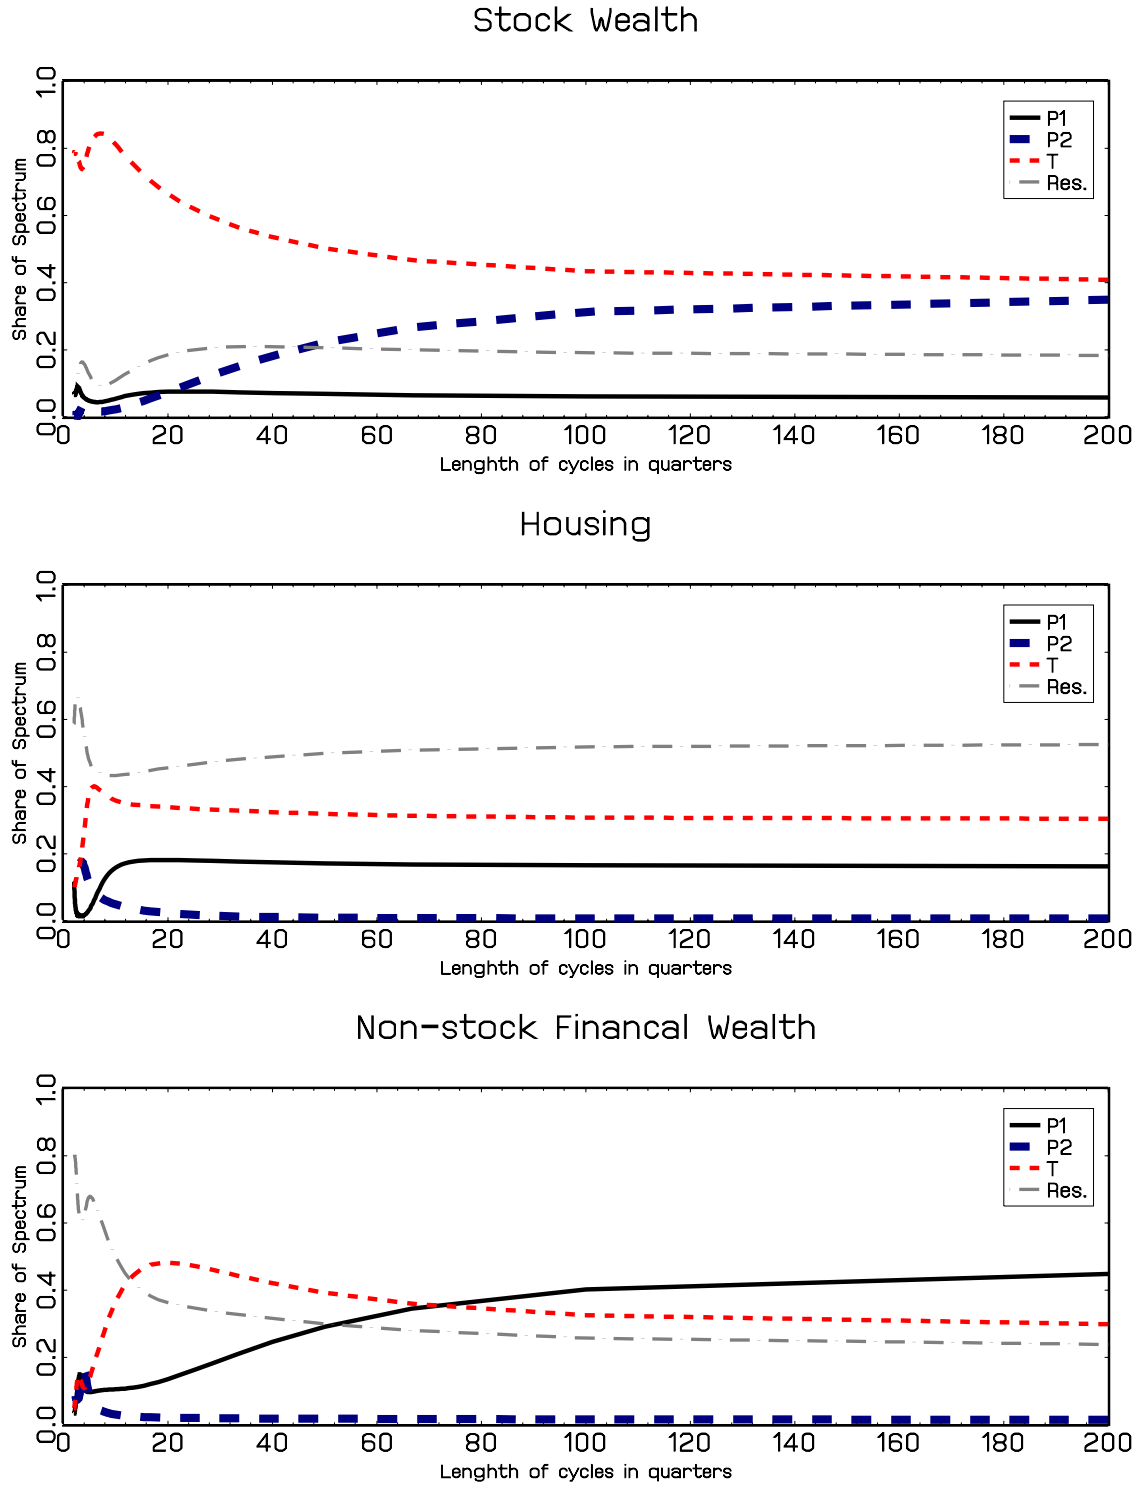 Stock Wealth
Share of Spectrum
0.0 0.2 0.4 0.6 0.8 1.0
P1
P2
T
Res.
0 20 40 60 80 100 120 140 160 180 200
Lenghth of cycles in quarters
Housing
Share of Spectrum
0.0 0.2 0.4 0.6 0.8 1.0
P1
P2
T
Res.
0 20 40 60 80 100 120 140 160 180 200
Lenghth of cycles in quarters
Non-stock Financal Wealth
Share of Spectrum
0.0 0.2 0.4 0.6 0.8 1.0
P1
P2
T
Res.
0 20 40 60 80 100 120 140 160 180 200
Lenghth of cycles in quarters